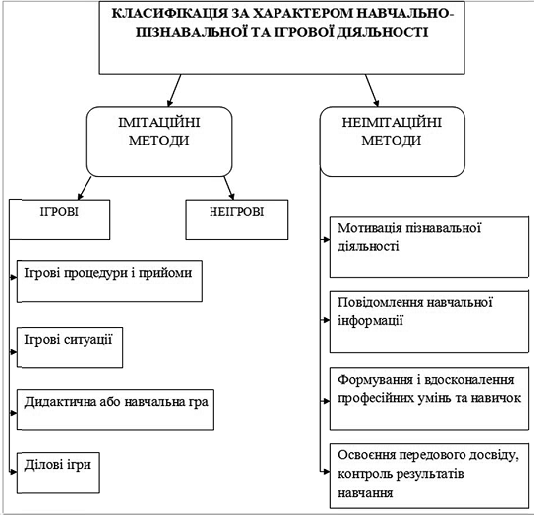 КЛАСИФІКАЦІЯ ЗА ХАРАКТЕРОМ НАВЧАЛЬНО-
ПІЗНАВАЛЬНОЇ ТА ІГРОВОЇ ДІЯЛЬНОСТІ
ІМІТАЦІЙНІ
МЕТОДИ
НЕІМІТАЦІЙНІ
МЕТОДИ
ІГРОВІ
НЕІГРОВІ
Ігрові процедури і прийоми
Ігрові ситуації
Дидактична або навчальна гра
Ділові ігри
Мотивація пізнавальної
діяльності
Повідомлення навчальної
інформації
Формування і вдосконалення
професійних умінь та навичок
Освоєння передового досвіду,
контроль результатів
навчання